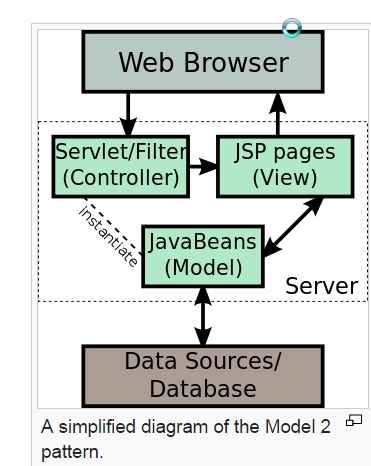 Web Browser
Servlet/Filter
(Controller)
JSP pages
(View)
instantiate
JavaBeans
(Model)
Server
Data Sources/
Database
A simplified diagram of the Model 2
pattern.